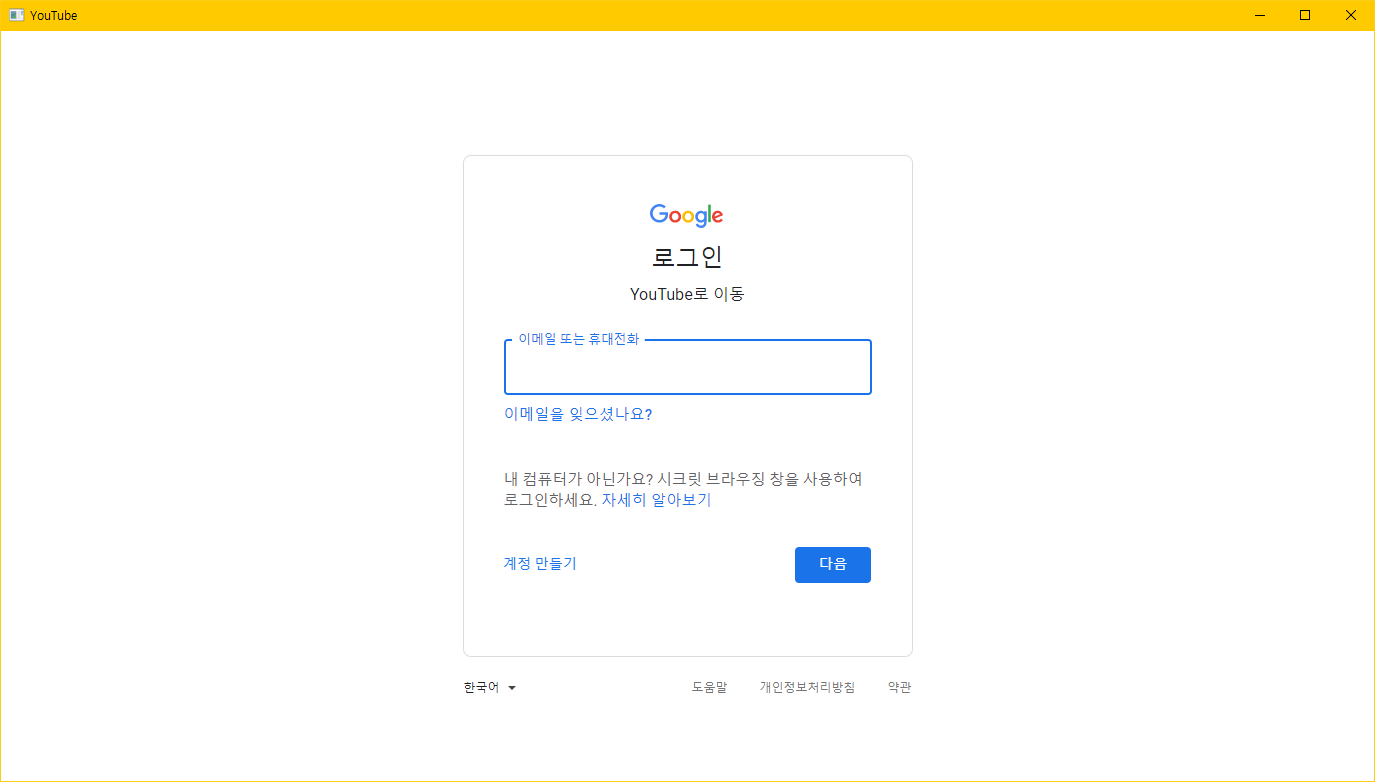 YouTube
Google
로그인
YouTube로 이동
이메일 또는 휴대전화
이메일을 잊으셨나요?
내 컴퓨터가 아닌가요? 시크릿 브라우징 창을 사용하여
로그인하세요. 자세히 알아보기
계정 만들기
다음
한국어
도움말
개인정보처리방침
약관